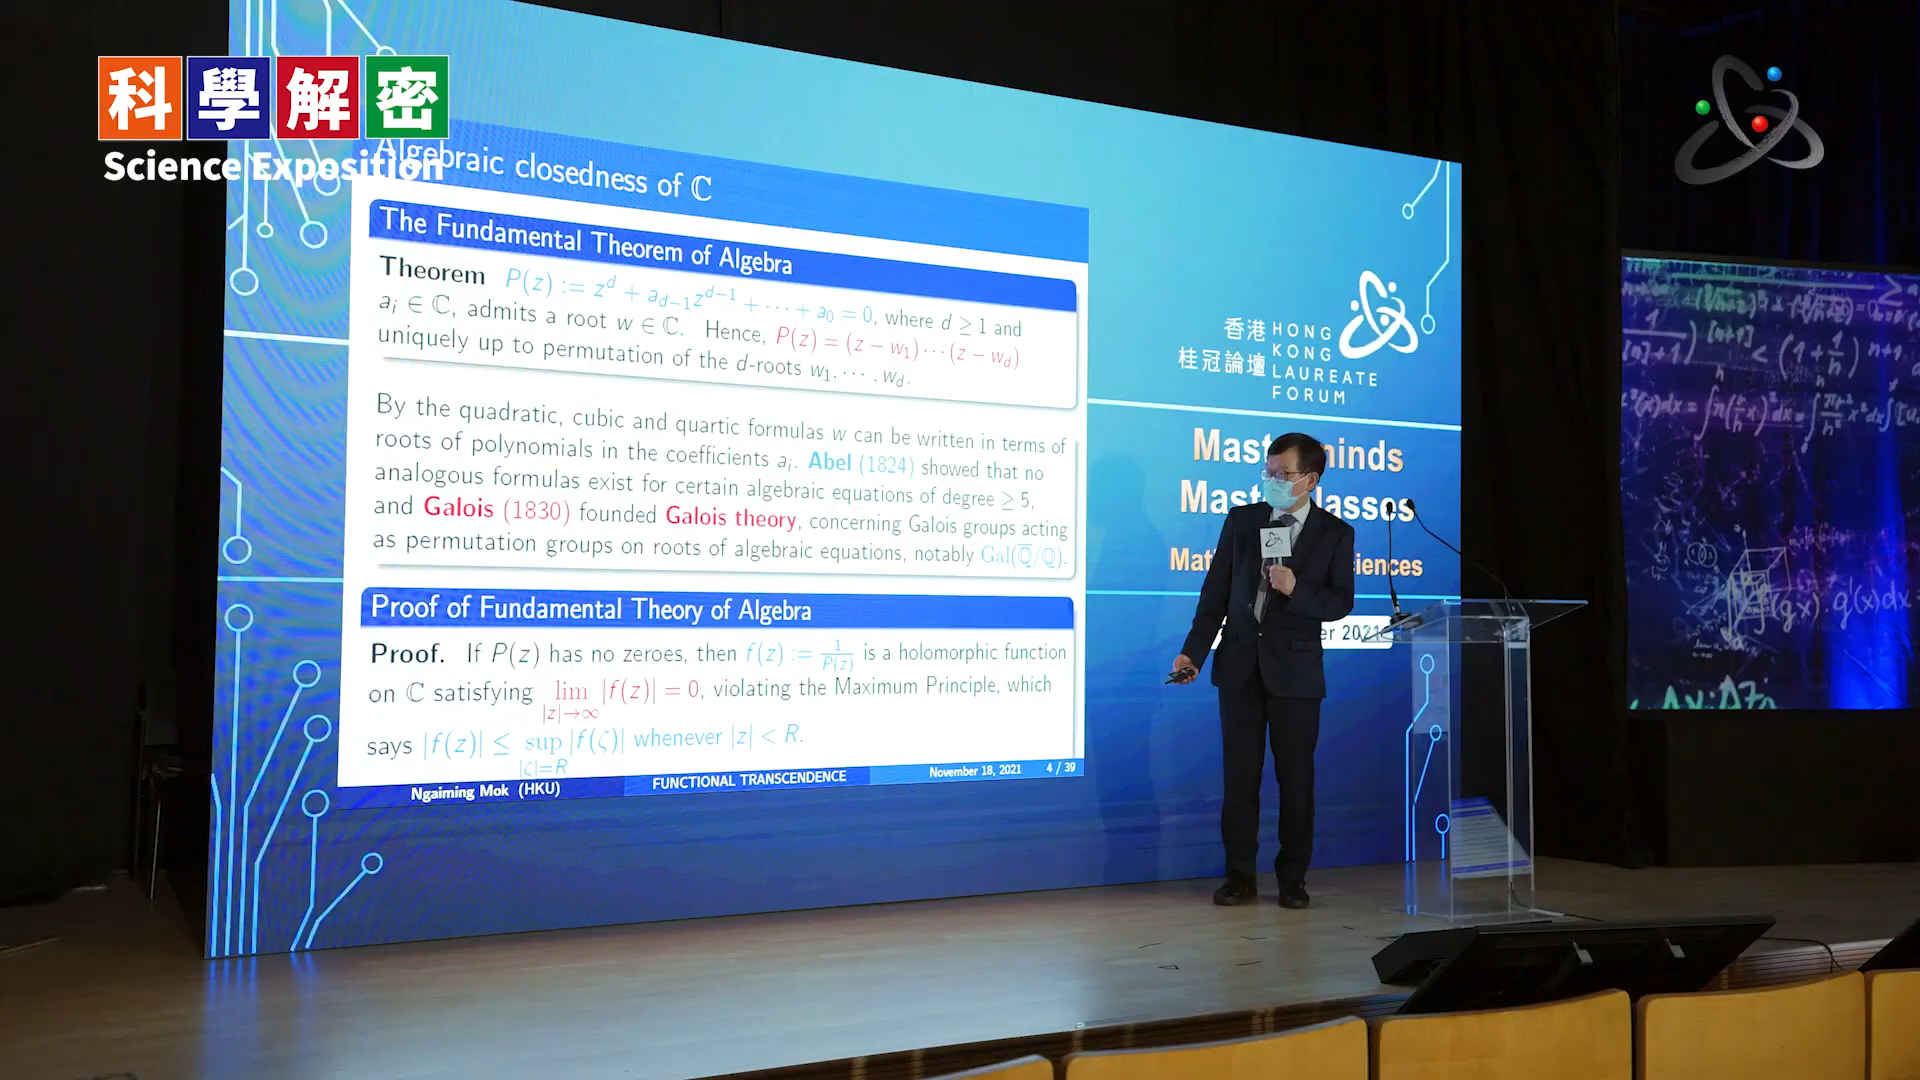 科學解密
Science Exposition
Algebraic closedness of ℂ
The Fundamental Theorem of Algebra
Theorem P(z) := z^d + a_{d−1}z^{d−1} + ⋯ + a_0 = 0, where d ≥ 1 and
a_i ∈ ℂ, admits a root w ∈ ℂ. Hence, P(z) = (z − w_1)⋯(z − w_d)
uniquely up to permutation of the d-roots w_1, ⋯ , w_d.
By the quadratic, cubic and quartic formulas w can be written in terms of
roots of polynomials in the coefficients a_i. Abel (1824) showed that no
analogous formulas exist for certain algebraic equations of degree ≥ 5,
and Galois (1830) founded Galois theory, concerning Galois groups acting
as permutation groups on roots of algebraic equations, notably Gal(ℚ̅/ℚ).
Proof of Fundamental Theory of Algebra
Proof. If P(z) has no zeroes, then f(z) := 1/P(z) is a holomorphic function
on ℂ satisfying lim_{|z|→∞} |f(z)| = 0, violating the Maximum Principle, which
says |f(z)| ≤ sup_{|ζ|=R} |f(ζ)| whenever |z| < R.
Ngaiming Mok (HKU) FUNCTIONAL TRANSCENDENCE November 18, 2021 4 / 39
香港
桂冠論壇
HONG
KONG
LAUREATE
FORUM
2021